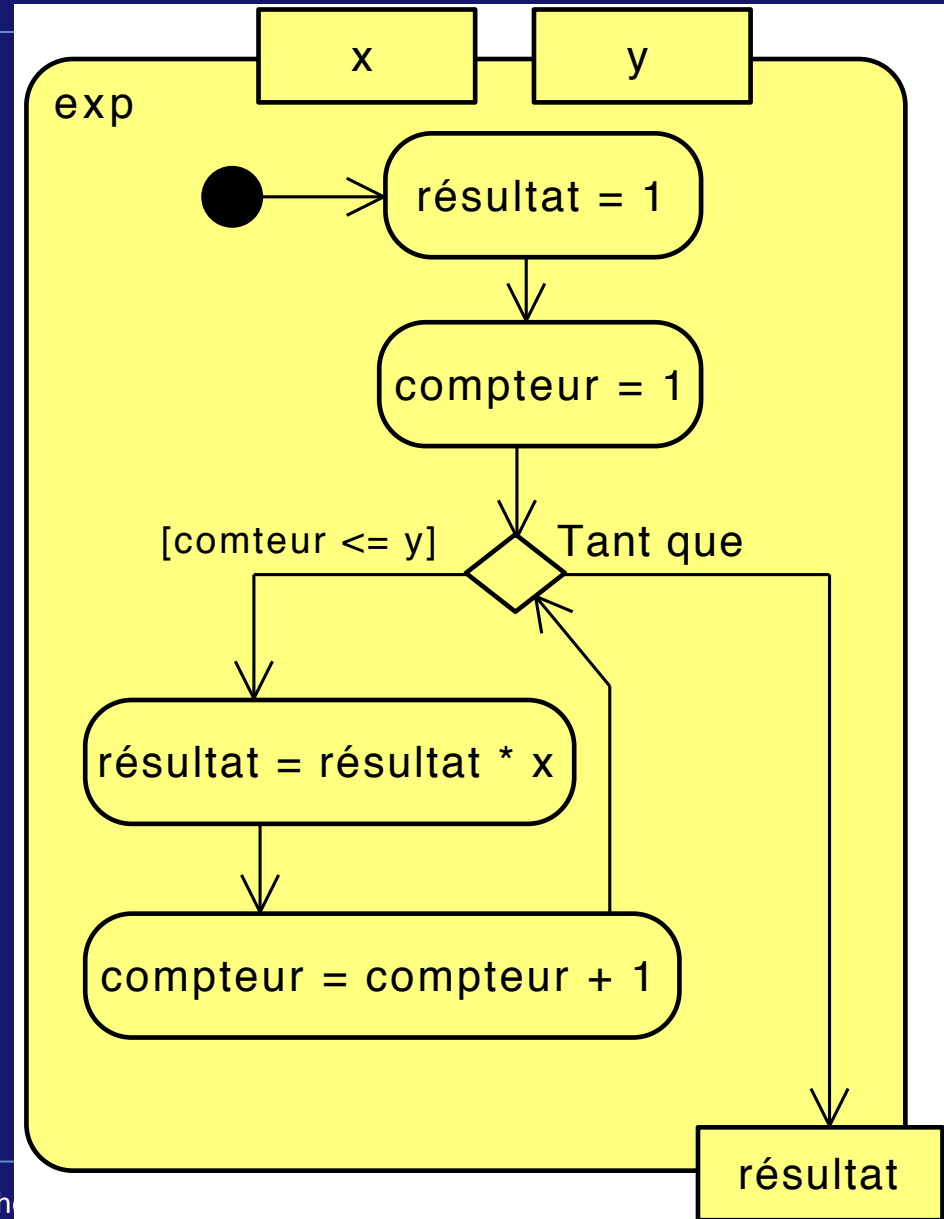 x
y
exp
résultat = 1
compteur = 1
[comteur <= y]
Tant que
résultat = résultat * x
compteur = compteur + 1
résultat